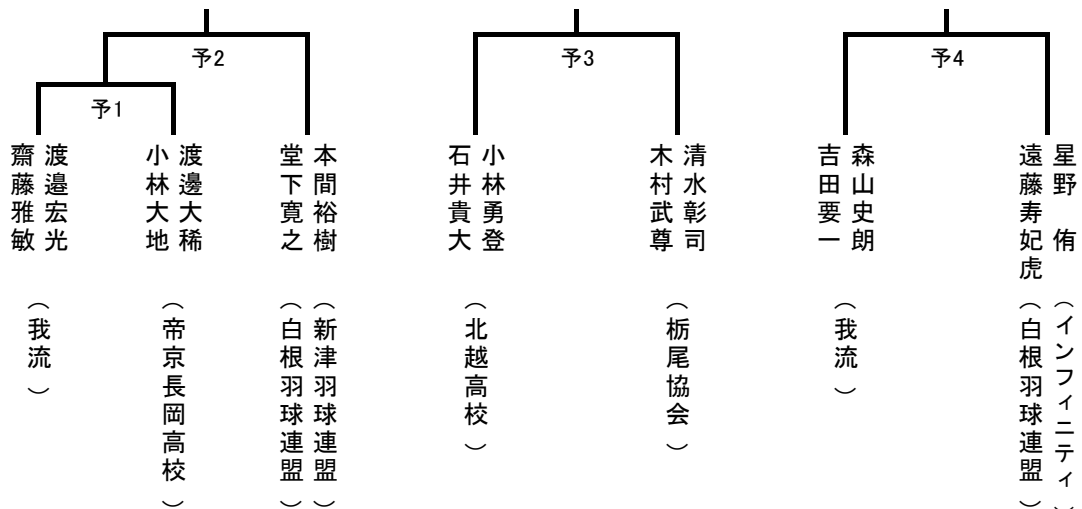 予2
予3
予4
予1
渡邉宏光
齋藤雅敏
（我流）
渡邊大稀
小林大地
（帝京長岡高校）
本間裕樹（新津羽球連盟）
堂下寛之（白根羽球連盟）
小林勇登
石井貴大
（北越高校）
清水彰司
木村武尊
（栃尾協会）
森山史朗
吉田要一
（我流）
星野　侑（インフィニティ）
遠藤寿妃虎（白根羽球連盟）